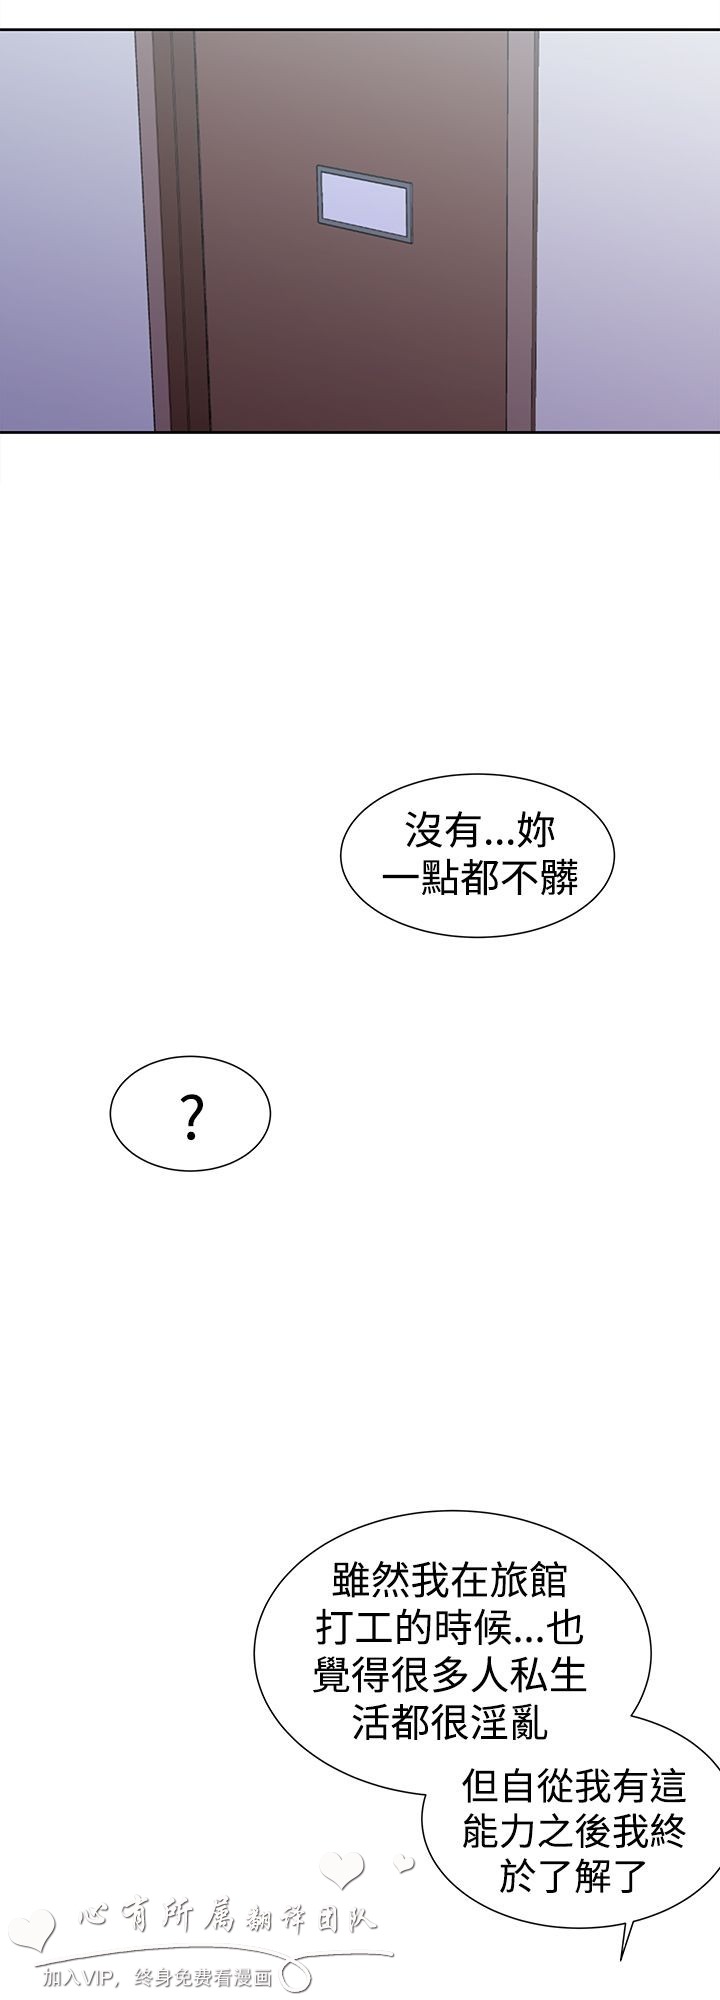 沒有...妳
一點都不髒
?
雖然我在旅館
打工的時候...也
覺得很多人私生
活都很淫亂
但自從我有這
能力之後我終
於了解了
心有所属翻译团队
加入VIP，终身免费看漫画